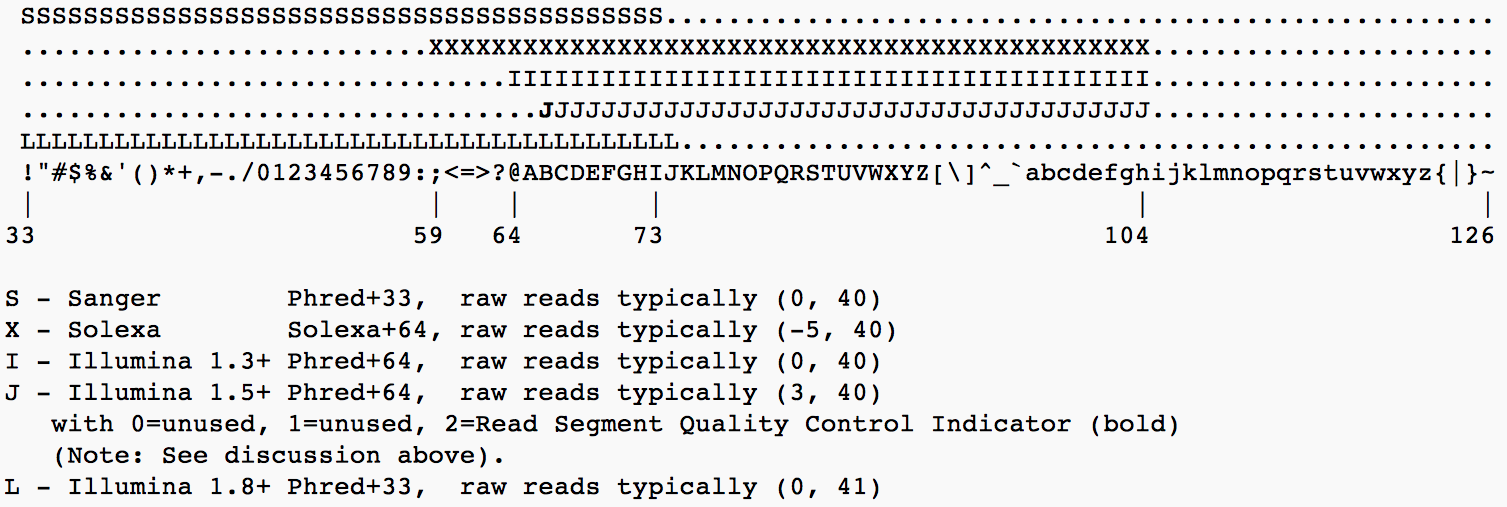 SSSSSSSSSSSSSSSSSSSSSSSSSSSSSSSSSSSSSSSSS.....................................................
..........................XXXXXXXXXXXXXXXXXXXXXXXXXXXXXXXXXXXXXXXXXXXXXX......................
...............................IIIIIIIIIIIIIIIIIIIIIIIIIIIIIIIIIIIIIIIII......................
.................................JJJJJJJJJJJJJJJJJJJJJJJJJJJJJJJJJJJJJJJ......................
LLLLLLLLLLLLLLLLLLLLLLLLLLLLLLLLLLLLLLLLLL....................................................
!"#$%&'()*+,-./0123456789:;<=>?@ABCDEFGHIJKLMNOPQRSTUVWXYZ[\]^_`abcdefghijklmnopqrstuvwxyz{|}~
| | | | | |
33 59 64 73 104 126
S - Sanger Phred+33, raw reads typically (0, 40)
X - Solexa Solexa+64, raw reads typically (-5, 40)
I - Illumina 1.3+ Phred+64, raw reads typically (0, 40)
J - Illumina 1.5+ Phred+64, raw reads typically (3, 40)
with 0=unused, 1=unused, 2=Read Segment Quality Control Indicator (bold)
(Note: See discussion above).
L - Illumina 1.8+ Phred+33, raw reads typically (0, 41)